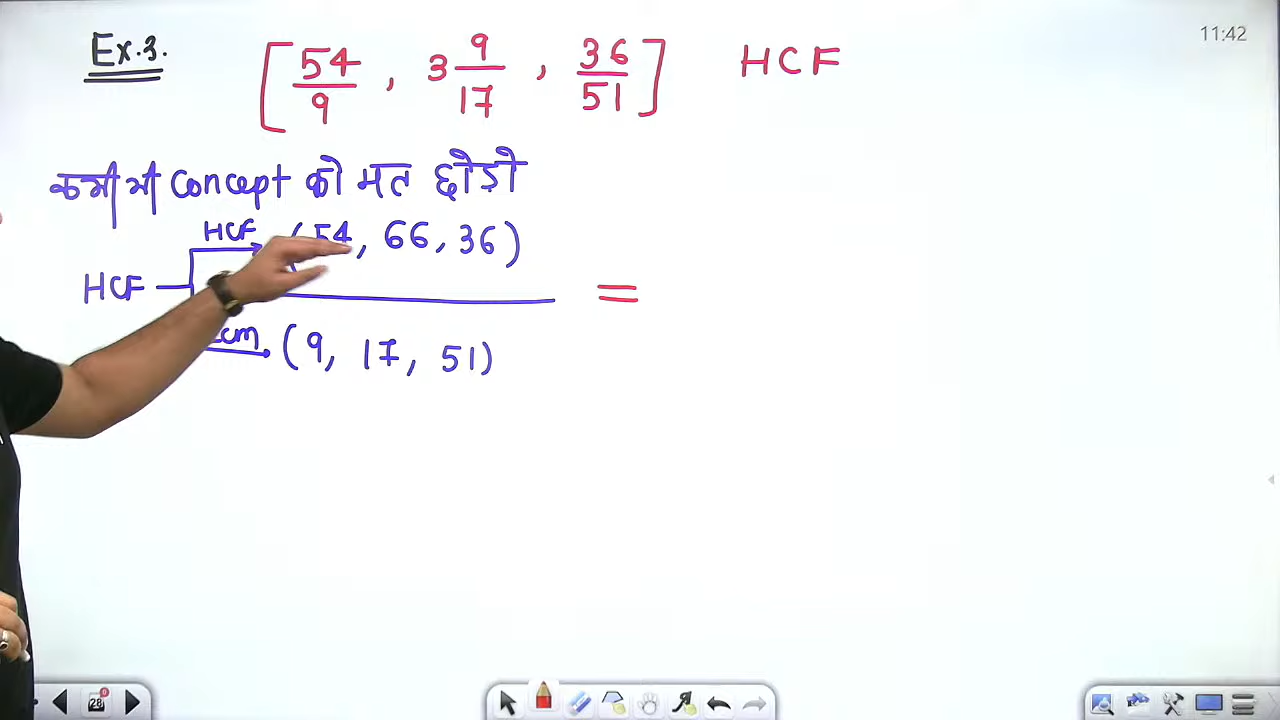 11:42
Ex.3. [54/9, 3 9/17, 36/51] HCF
कभी भी Concept को मत छोड़ो
HCF (54, 66, 36)
HCF =
(9, 17, 51)
28